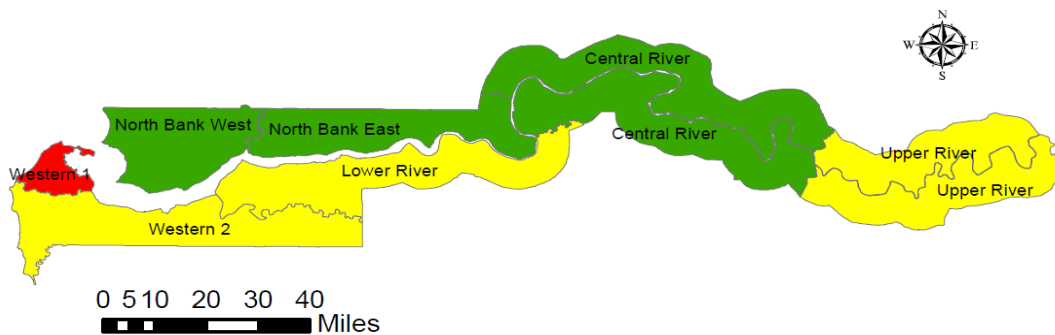 N
W E
S
Central River
North Bank West
North Bank East
Central River
Upper River
Western 1
Lower River
Upper River
Western 2
0 5 10 20 30 40
Miles